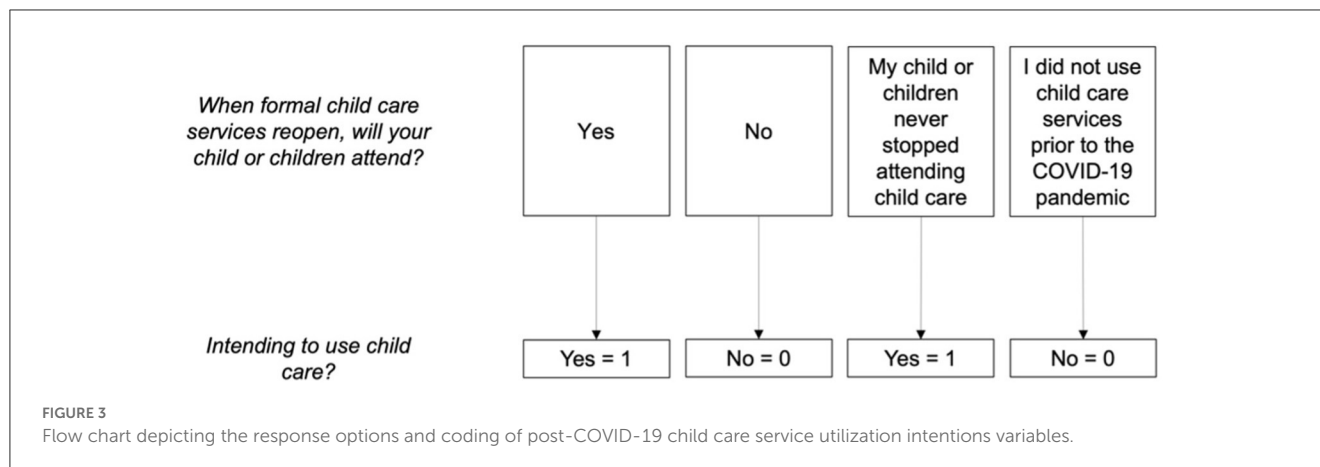 When formal child care
services reopen, will your
child or children attend?
Yes
No
My child or
children
never
stopped
attending
child care
I did not use
child care
services
prior to the
COVID-19
pandemic
Intending to use child
care?
Yes = 1
No = 0
Yes = 1
No = 0
FIGURE 3
Flow chart depicting the response options and coding of post-COVID-19 child care service utilization intentions variables.